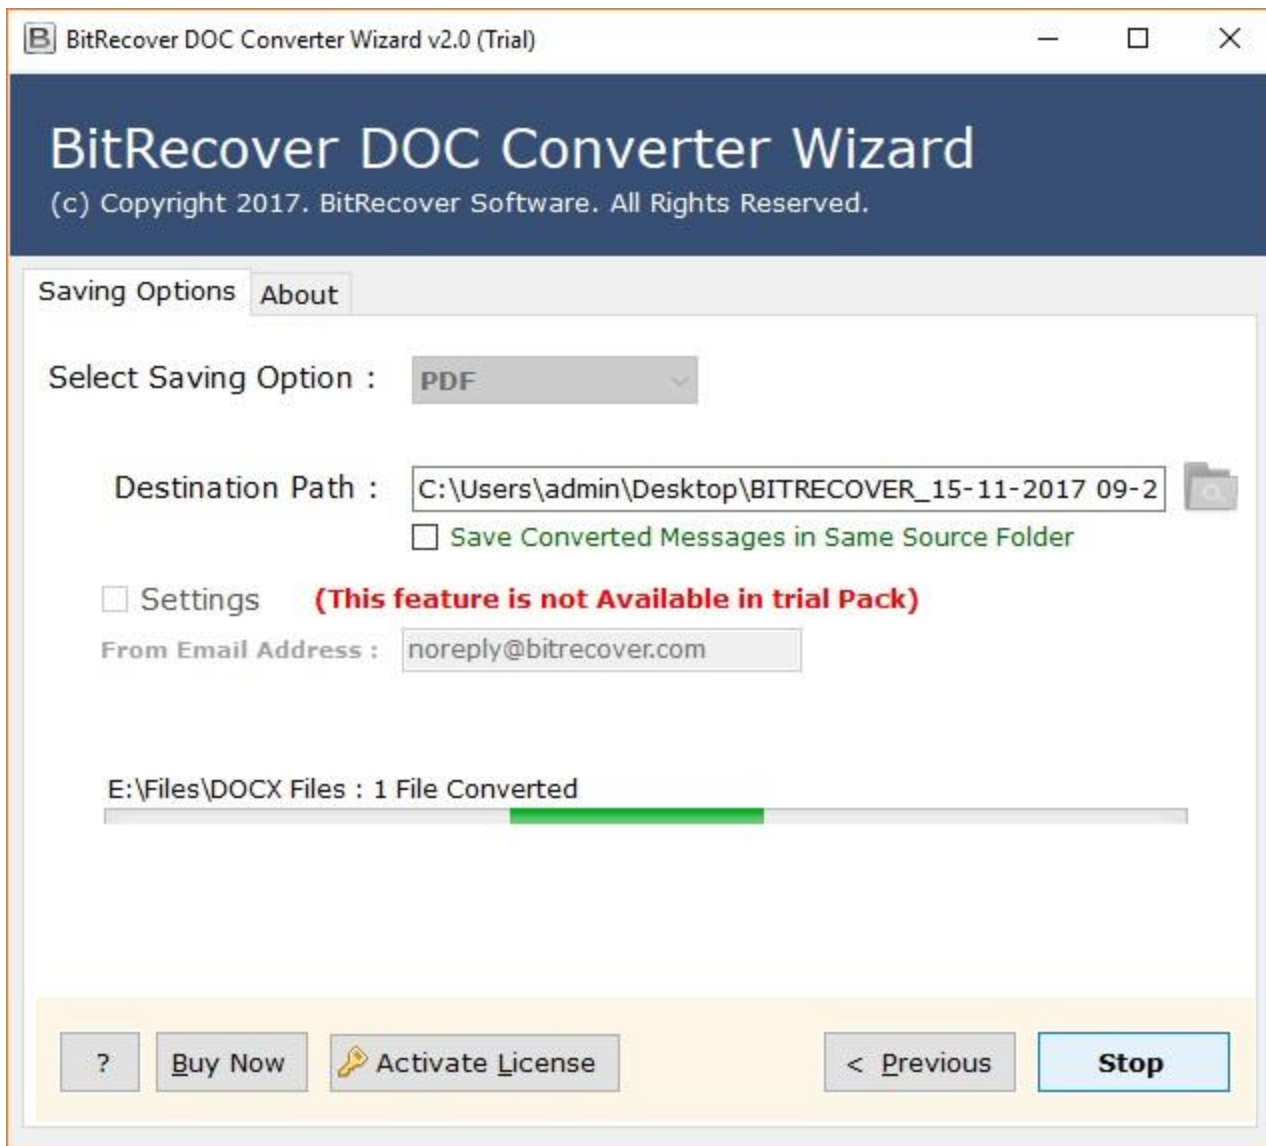 BitRecover DOC Converter Wizard v2.0 (Trial)
BitRecover DOC Converter Wizard
(c) Copyright 2017. BitRecover Software. All Rights Reserved.
Saving Options About
Select Saving Option : PDF
Destination Path : C:\Users\admin\Desktop\BITRECOVER_15-11-2017 09-2
Save Converted Messages in Same Source Folder
Settings (This feature is not Available in trial Pack)
From Email Address : noreply@bitrecover.com
E:\Files\DOCX Files : 1 File Converted
? Buy Now Activate License < Previous Stop